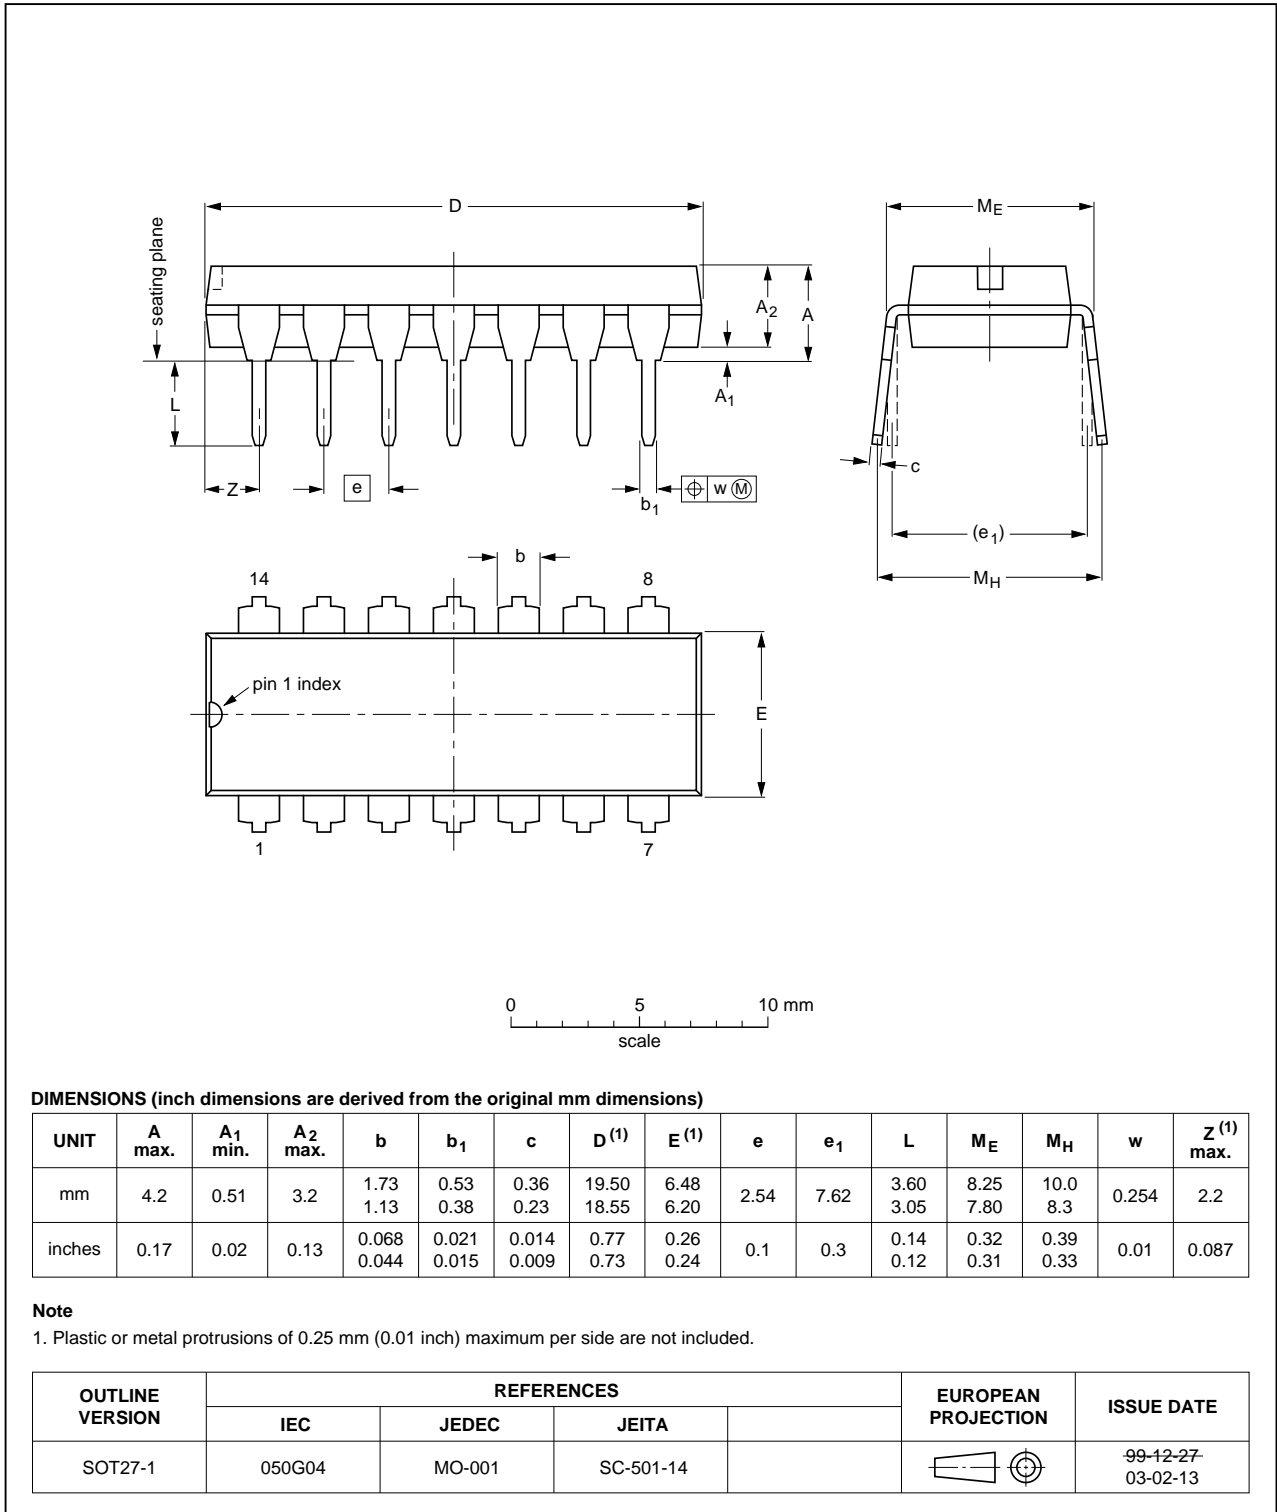 D
M_E
seating plane
A_2
A
A_1
L
c
Z
e
b_1
w Ⓜ
(e_1)
M_H
b
14
8
pin 1 index
E
1
7
0 5 10 mm
scale
DIMENSIONS (inch dimensions are derived from the original mm dimensions)
UNIT A max. A1 min. A2 max. b b1 c D(1) E(1) e e1 L ME MH w Z(1) max.
mm 4.2 0.51 3.2 1.73 1.13 0.53 0.38 0.36 0.23 19.50 18.55 6.48 6.20 2.54 7.62 3.60 3.05 8.25 7.80 10.0 8.3 0.254 2.2
inches 0.17 0.02 0.13 0.068 0.044 0.021 0.015 0.014 0.009 0.77 0.73 0.26 0.24 0.1 0.3 0.14 0.12 0.32 0.31 0.39 0.33 0.01 0.087
Note
1. Plastic or metal protrusions of 0.25 mm (0.01 inch) maximum per side are not included.
OUTLINE VERSION REFERENCES EUROPEAN PROJECTION ISSUE DATE
IEC JEDEC JEITA
SOT27-1 050G04 MO-001 SC-501-14 99-12-27
03-02-13